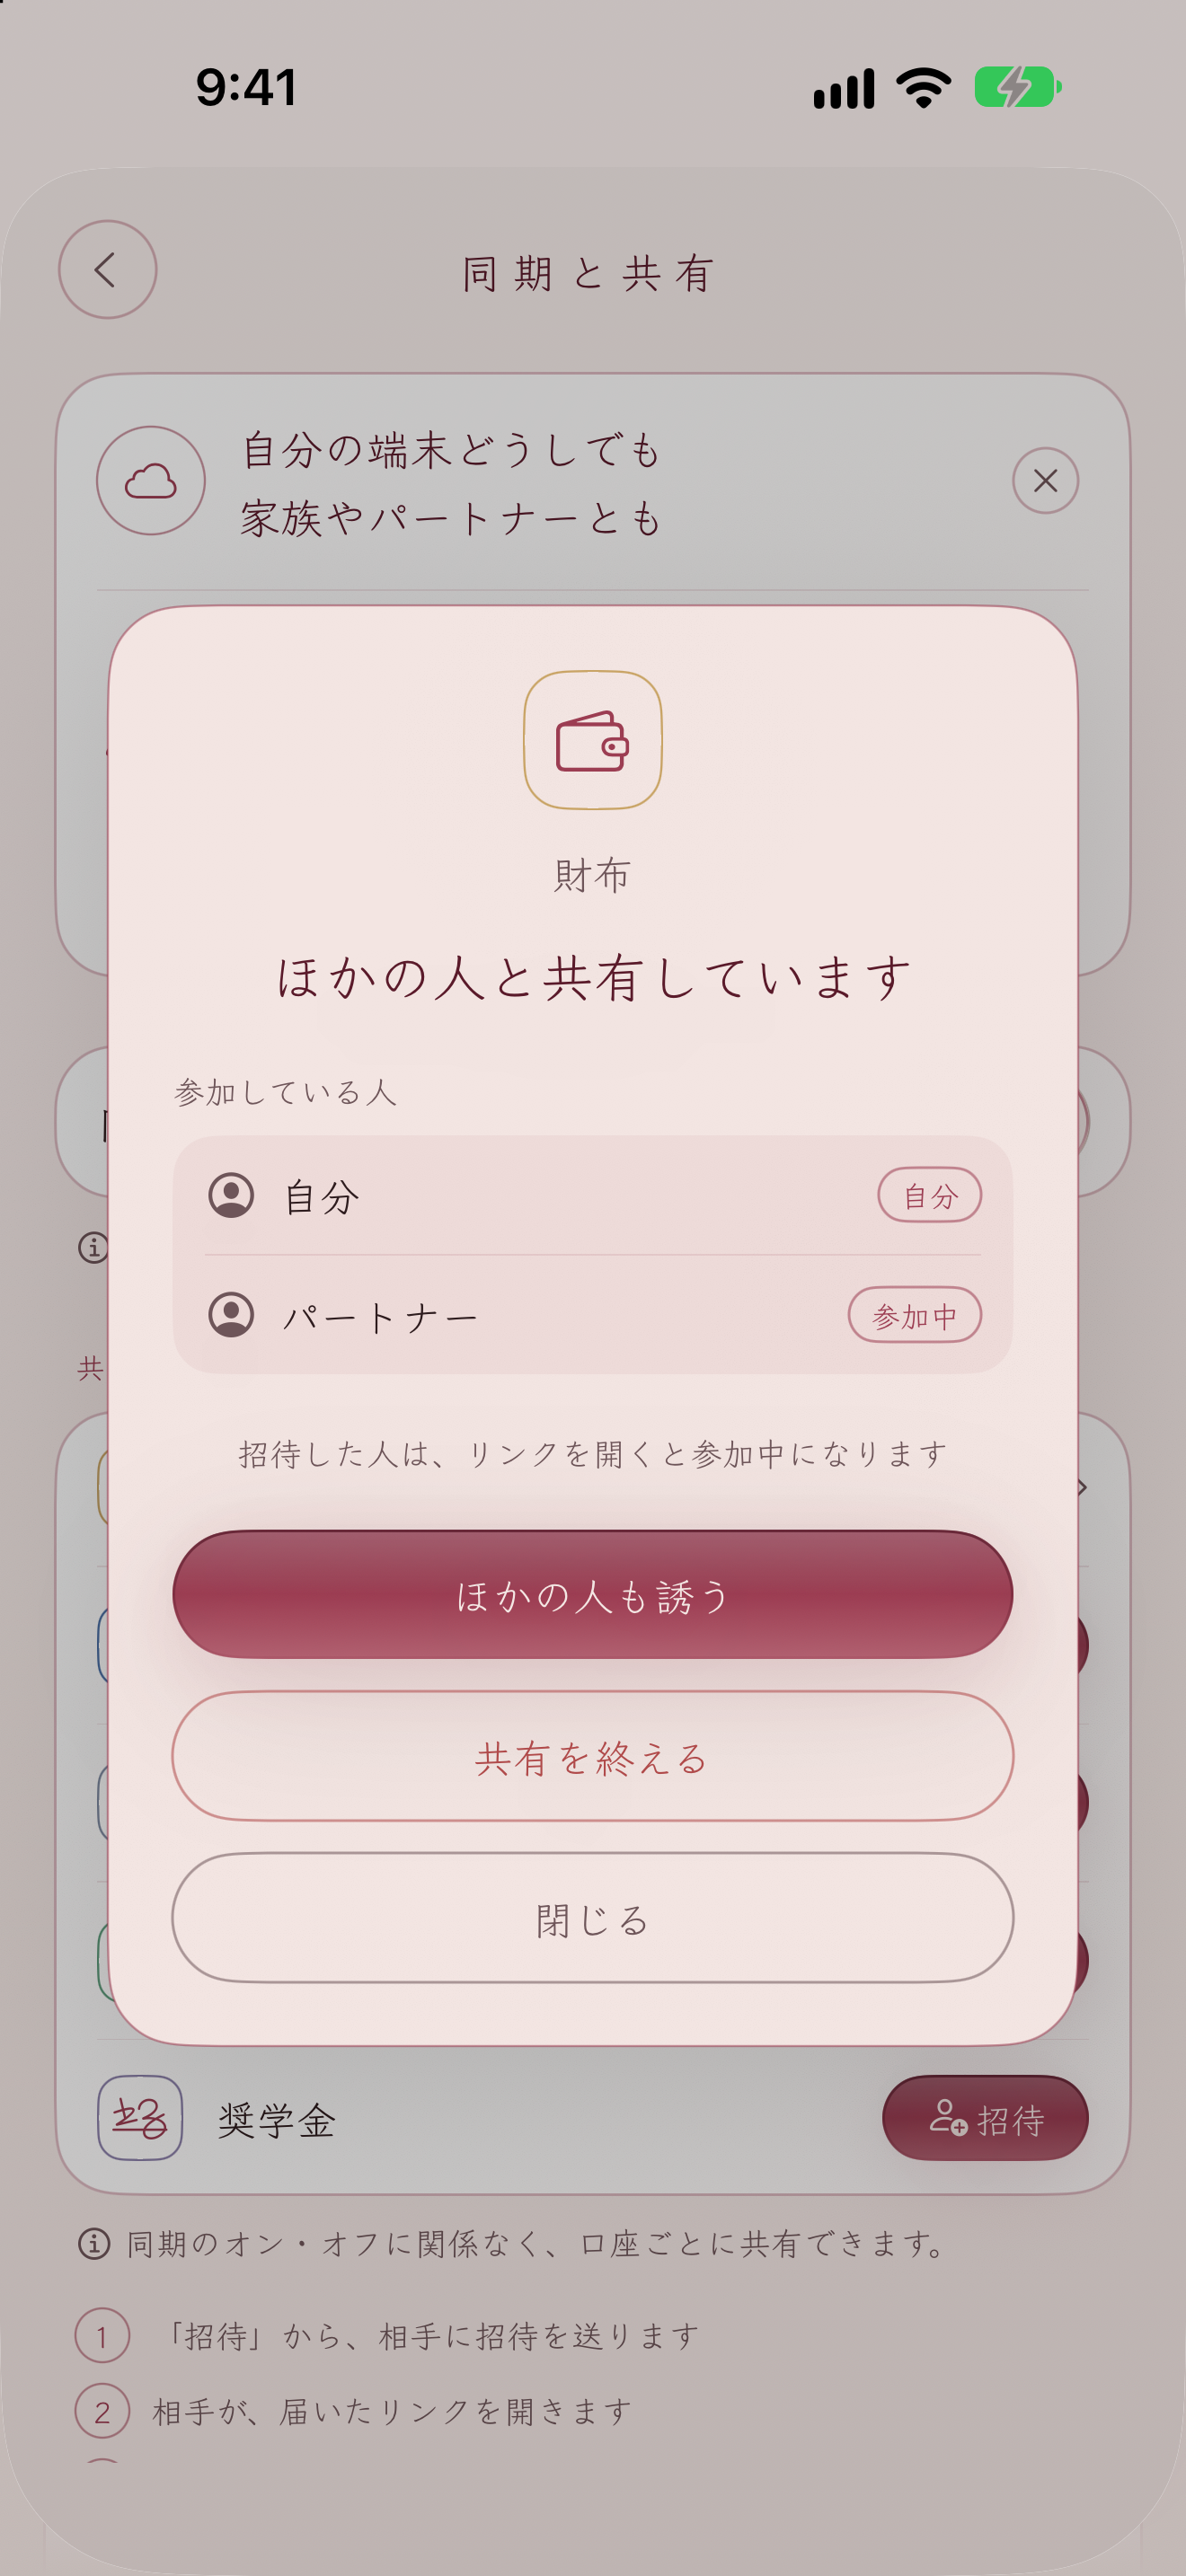 9:41
同期と共有
自分の端末どうしでも
家族やパートナーとも
財布
ほかの人と共有しています
参加している人
自分
自分
パートナー
参加中
共
招待した人は、リンクを開くと参加中になります
ほかの人も誘う
共有を終える
閉じる
奨学金
招待
同期のオン・オフに関係なく、口座ごとに共有できます。
1 「招待」から、相手に招待を送ります
2 相手が、届いたリンクを開きます